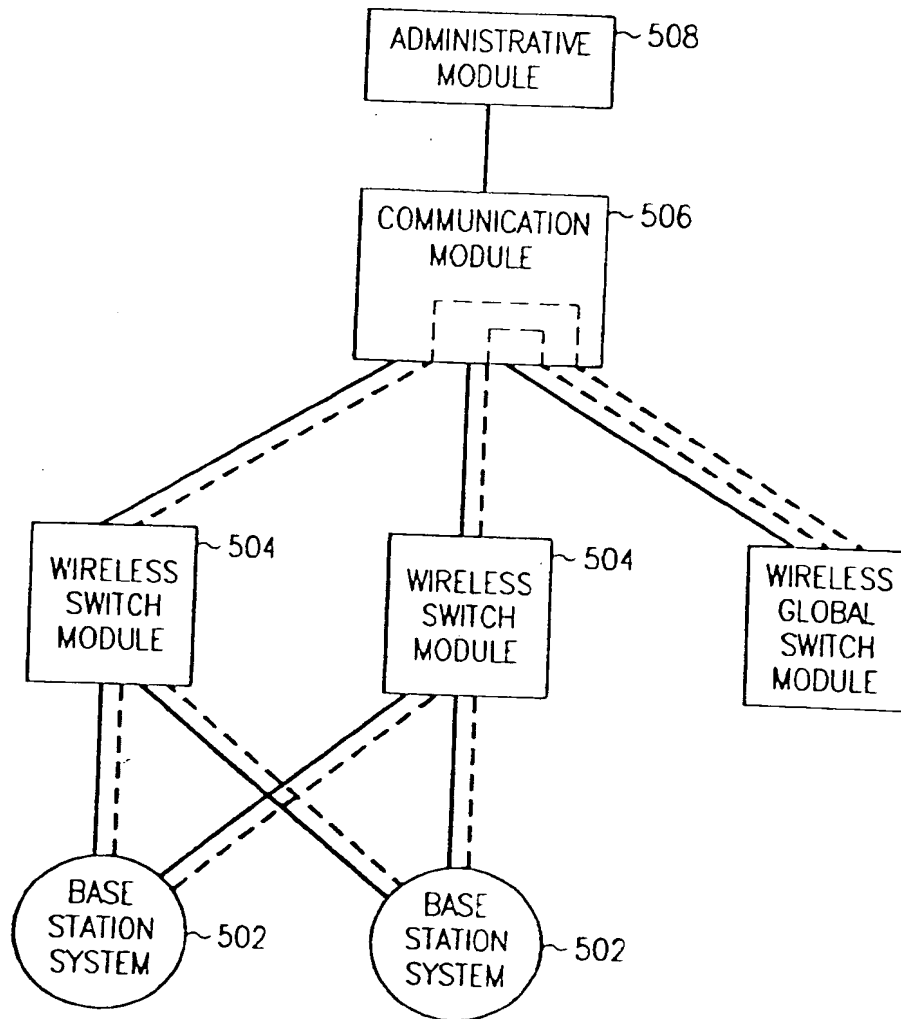 ADMINISTRATIVE
MODULE
508
COMMUNICATION
MODULE
506
WIRELESS
SWITCH
MODULE
504
WIRELESS
SWITCH
MODULE
504
WIRELESS
GLOBAL
SWITCH
MODULE
BASE
STATION
SYSTEM
502
BASE
STATION
SYSTEM
502